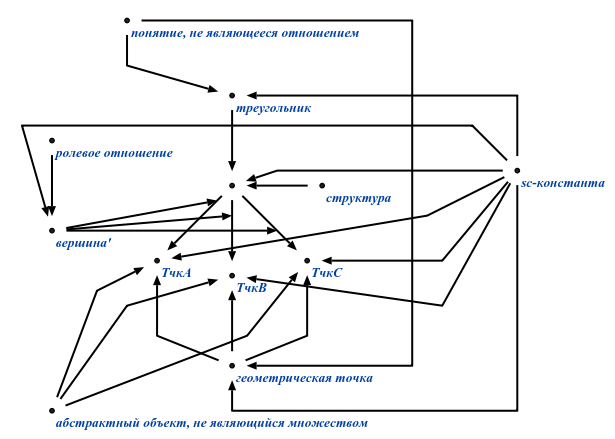 понятие, не являющееся отношением
треугольник
ролевое отношение
sc-константа
структура
вершина'
ТчкА
ТчкВ
ТчкС
геометрическая точка
абстрактный объект, не являющийся множеством